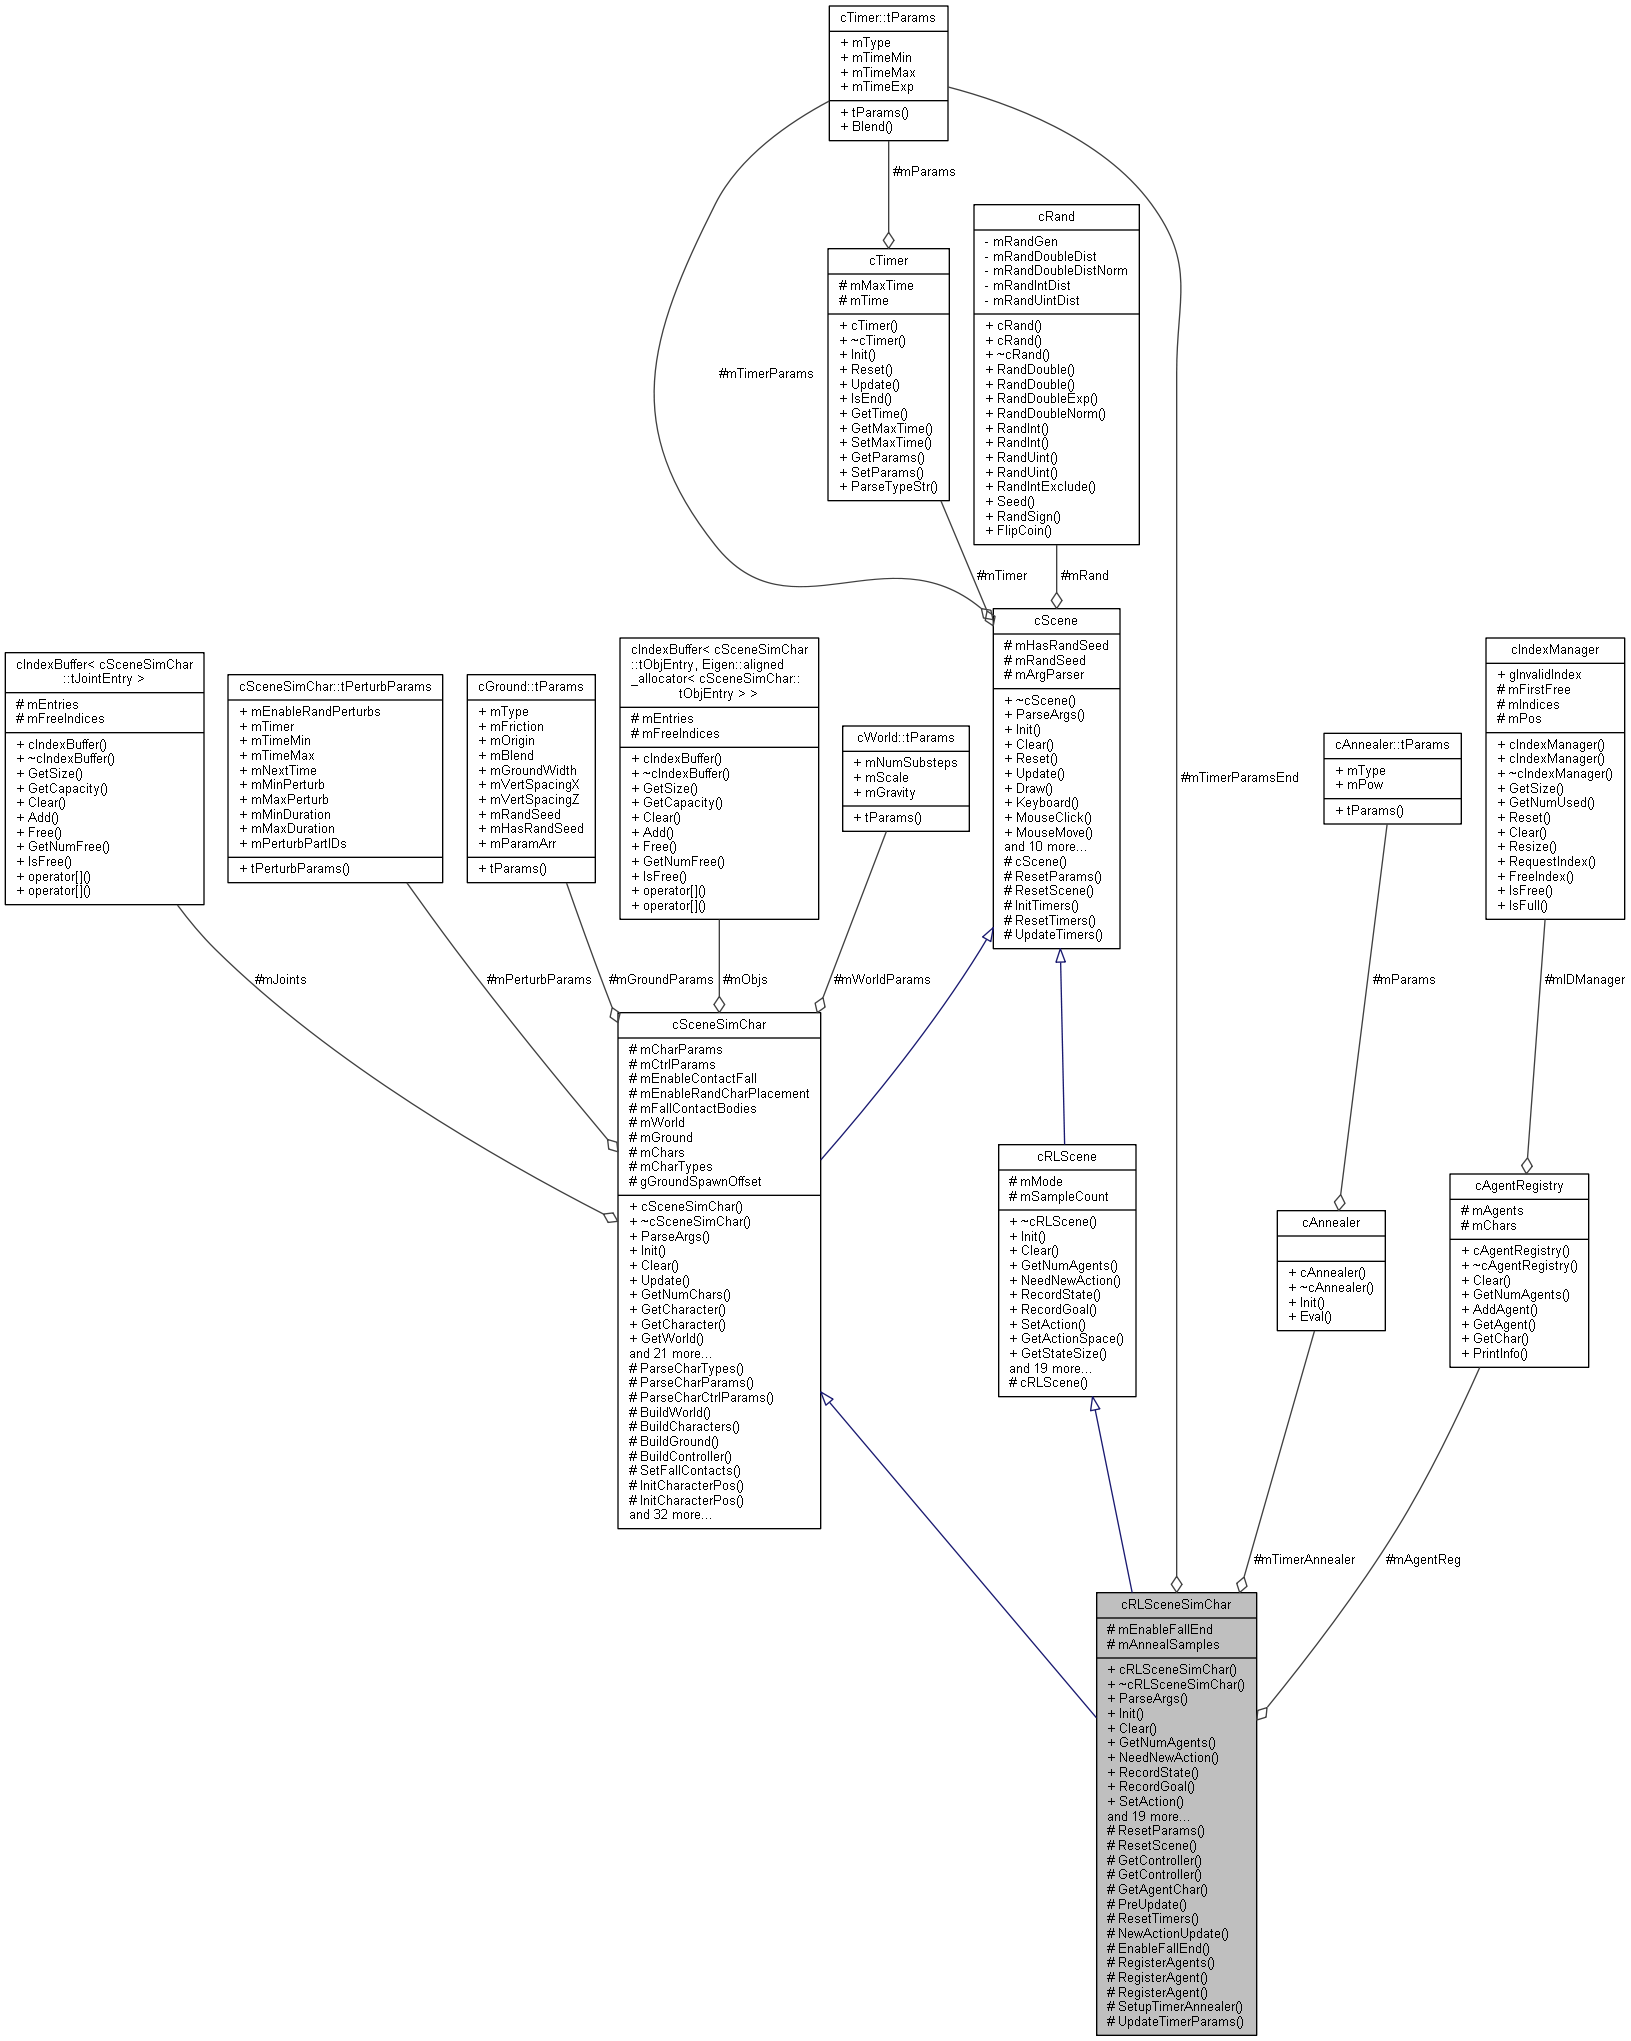 cTimer::tParams
+ mType
+ mTimeMin
+ mTimeMax
+ mTimeExp
+ tParams()
+ Blend()
#mParams
cTimer
# mMaxTime
# mTime
+ cTimer()
+ ~cTimer()
+ Init()
+ Reset()
+ Update()
+ IsEnd()
+ GetTime()
+ GetMaxTime()
+ SetMaxTime()
+ GetParams()
+ SetParams()
+ ParseTypeStr()
cRand
- mRandGen
- mRandDoubleDist
- mRandDoubleDistNorm
- mRandIntDist
- mRandUintDist
+ cRand()
+ cRand()
+ ~cRand()
+ RandDouble()
+ RandDouble()
+ RandDoubleExp()
+ RandDoubleNorm()
+ RandInt()
+ RandInt()
+ RandUint()
+ RandUint()
+ RandIntExclude()
+ Seed()
+ RandSign()
+ FlipCoin()
#mTimerParams
#mTimer
#mRand
cIndexBuffer< cSceneSimChar
::tJointEntry >
# mEntries
# mFreeIndices
+ cIndexBuffer()
+ ~cIndexBuffer()
+ GetSize()
+ GetCapacity()
+ Clear()
+ Add()
+ Free()
+ GetNumFree()
+ IsFree()
+ operator[]()
+ operator[]()
cSceneSimChar::tPerturbParams
+ mEnableRandPerturbs
+ mTimer
+ mTimeMin
+ mTimeMax
+ mNextTime
+ mMinPerturb
+ mMaxPerturb
+ mMinDuration
+ mMaxDuration
+ mPerturbPartIDs
+ tPerturbParams()
cGround::tParams
+ mType
+ mFriction
+ mOrigin
+ mBlend
+ mGroundWidth
+ mVertSpacingX
+ mVertSpacingZ
+ mRandSeed
+ mHasRandSeed
+ mParamArr
+ tParams()
cIndexBuffer< cSceneSimChar
::tObjEntry, Eigen::aligned
_allocator< cSceneSimChar::
tObjEntry > >
# mEntries
# mFreeIndices
+ cIndexBuffer()
+ ~cIndexBuffer()
+ GetSize()
+ GetCapacity()
+ Clear()
+ Add()
+ Free()
+ GetNumFree()
+ IsFree()
+ operator[]()
+ operator[]()
cWorld::tParams
+ mNumSubsteps
+ mScale
+ mGravity
+ tParams()
cScene
# mHasRandSeed
# mRandSeed
# mArgParser
+ ~cScene()
+ ParseArgs()
+ Init()
+ Clear()
+ Reset()
+ Update()
+ Draw()
+ Keyboard()
+ MouseClick()
+ MouseMove()
and 10 more...
# cScene()
# ResetParams()
# ResetScene()
# InitTimers()
# ResetTimers()
# UpdateTimers()
#mTimerParamsEnd
cAnnealer::tParams
+ mType
+ mPow
+ tParams()
cIndexManager
+ gInvalidIndex
# mFirstFree
# mIndices
# mPos
+ cIndexManager()
+ cIndexManager()
+ ~cIndexManager()
+ GetSize()
+ GetNumUsed()
+ Reset()
+ Clear()
+ Resize()
+ RequestIndex()
+ FreeIndex()
+ IsFree()
+ IsFull()
#mJoints
#mPerturbParams
#mGroundParams
#mObjs
#mWorldParams
#mParams
#mIDManager
cSceneSimChar
# mCharParams
# mCtrlParams
# mEnableContactFall
# mEnableRandCharPlacement
# mFallContactBodies
# mWorld
# mGround
# mChars
# mCharTypes
# gGroundSpawnOffset
+ cSceneSimChar()
+ ~cSceneSimChar()
+ ParseArgs()
+ Init()
+ Clear()
+ Update()
+ GetNumChars()
+ GetCharacter()
+ GetCharacter()
+ GetWorld()
and 21 more...
# ParseCharTypes()
# ParseCharParams()
# ParseCharCtrlParams()
# BuildWorld()
# BuildCharacters()
# BuildGround()
# BuildController()
# SetFallContacts()
# InitCharacterPos()
# InitCharacterPos()
and 32 more...
cRLScene
# mMode
# mSampleCount
+ ~cRLScene()
+ Init()
+ Clear()
+ GetNumAgents()
+ NeedNewAction()
+ RecordState()
+ RecordGoal()
+ SetAction()
+ GetActionSpace()
+ GetStateSize()
and 19 more...
# cRLScene()
cAnnealer
+ cAnnealer()
+ ~cAnnealer()
+ Init()
+ Eval()
cAgentRegistry
# mAgents
# mChars
+ cAgentRegistry()
+ ~cAgentRegistry()
+ Clear()
+ GetNumAgents()
+ AddAgent()
+ GetAgent()
+ GetChar()
+ PrintInfo()
#mTimerAnnealer
#mAgentReg
cRLSceneSimChar
# mEnableFallEnd
# mAnnealSamples
+ cRLSceneSimChar()
+ ~cRLSceneSimChar()
+ ParseArgs()
+ Init()
+ Clear()
+ GetNumAgents()
+ NeedNewAction()
+ RecordState()
+ RecordGoal()
+ SetAction()
and 19 more...
# ResetParams()
# ResetScene()
# GetController()
# GetController()
# GetAgentChar()
# PreUpdate()
# ResetTimers()
# NewActionUpdate()
# EnableFallEnd()
# RegisterAgents()
# RegisterAgent()
# RegisterAgent()
# SetupTimerAnnealer()
# UpdateTimerParams()